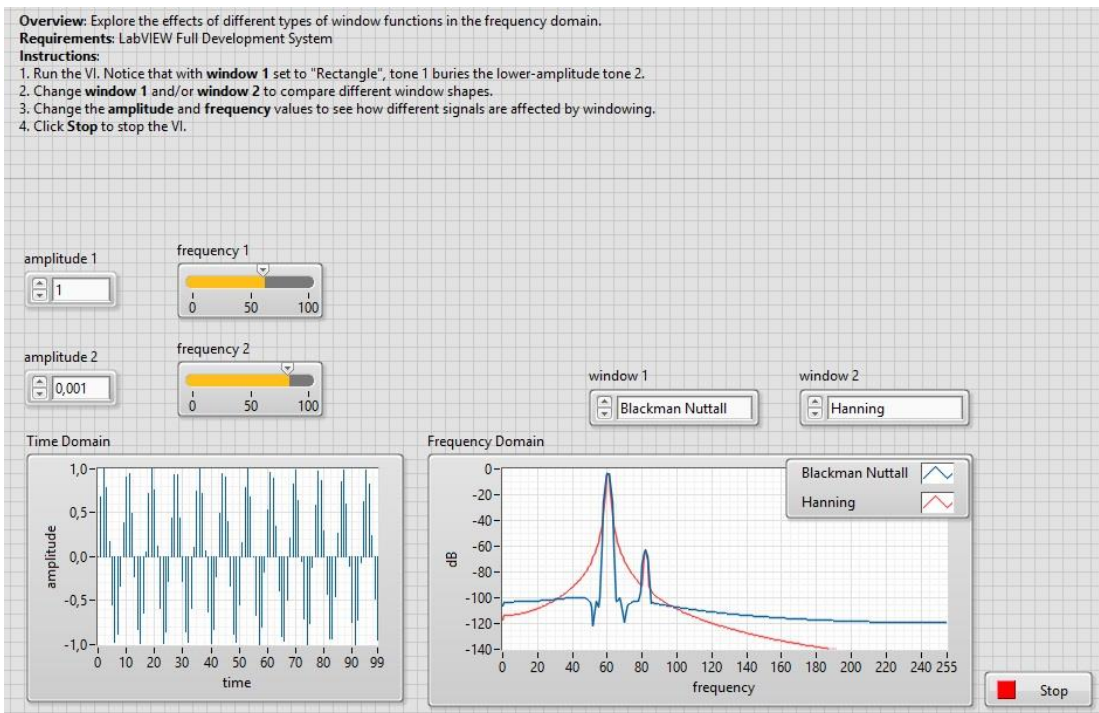 Overview: Explore the effects of different types of window functions in the frequency domain.
Requirements: LabVIEW Full Development System
Instructions:
1. Run the VI. Notice that with window 1 set to "Rectangle", tone 1 buries the lower-amplitude tone 2.
2. Change window 1 and/or window 2 to compare different window shapes.
3. Change the amplitude and frequency values to see how different signals are affected by windowing.
4. Click Stop to stop the VI.
amplitude 1
1
frequency 1
0 50 100
amplitude 2
0,001
frequency 2
0 50 100
window 1
Blackman Nuttall
window 2
Hanning
Time Domain
amplitude
1,0
0,5
0,0
-0,5
-1,0
0 10 20 30 40 50 60 70 80 90 99
time
Frequency Domain
dB
0
-20
-40
-60
-80
-100
-120
-140
0 20 40 60 80 100 120 140 160 180 200 220 240 255
frequency
Blackman Nuttall
Hanning
Stop